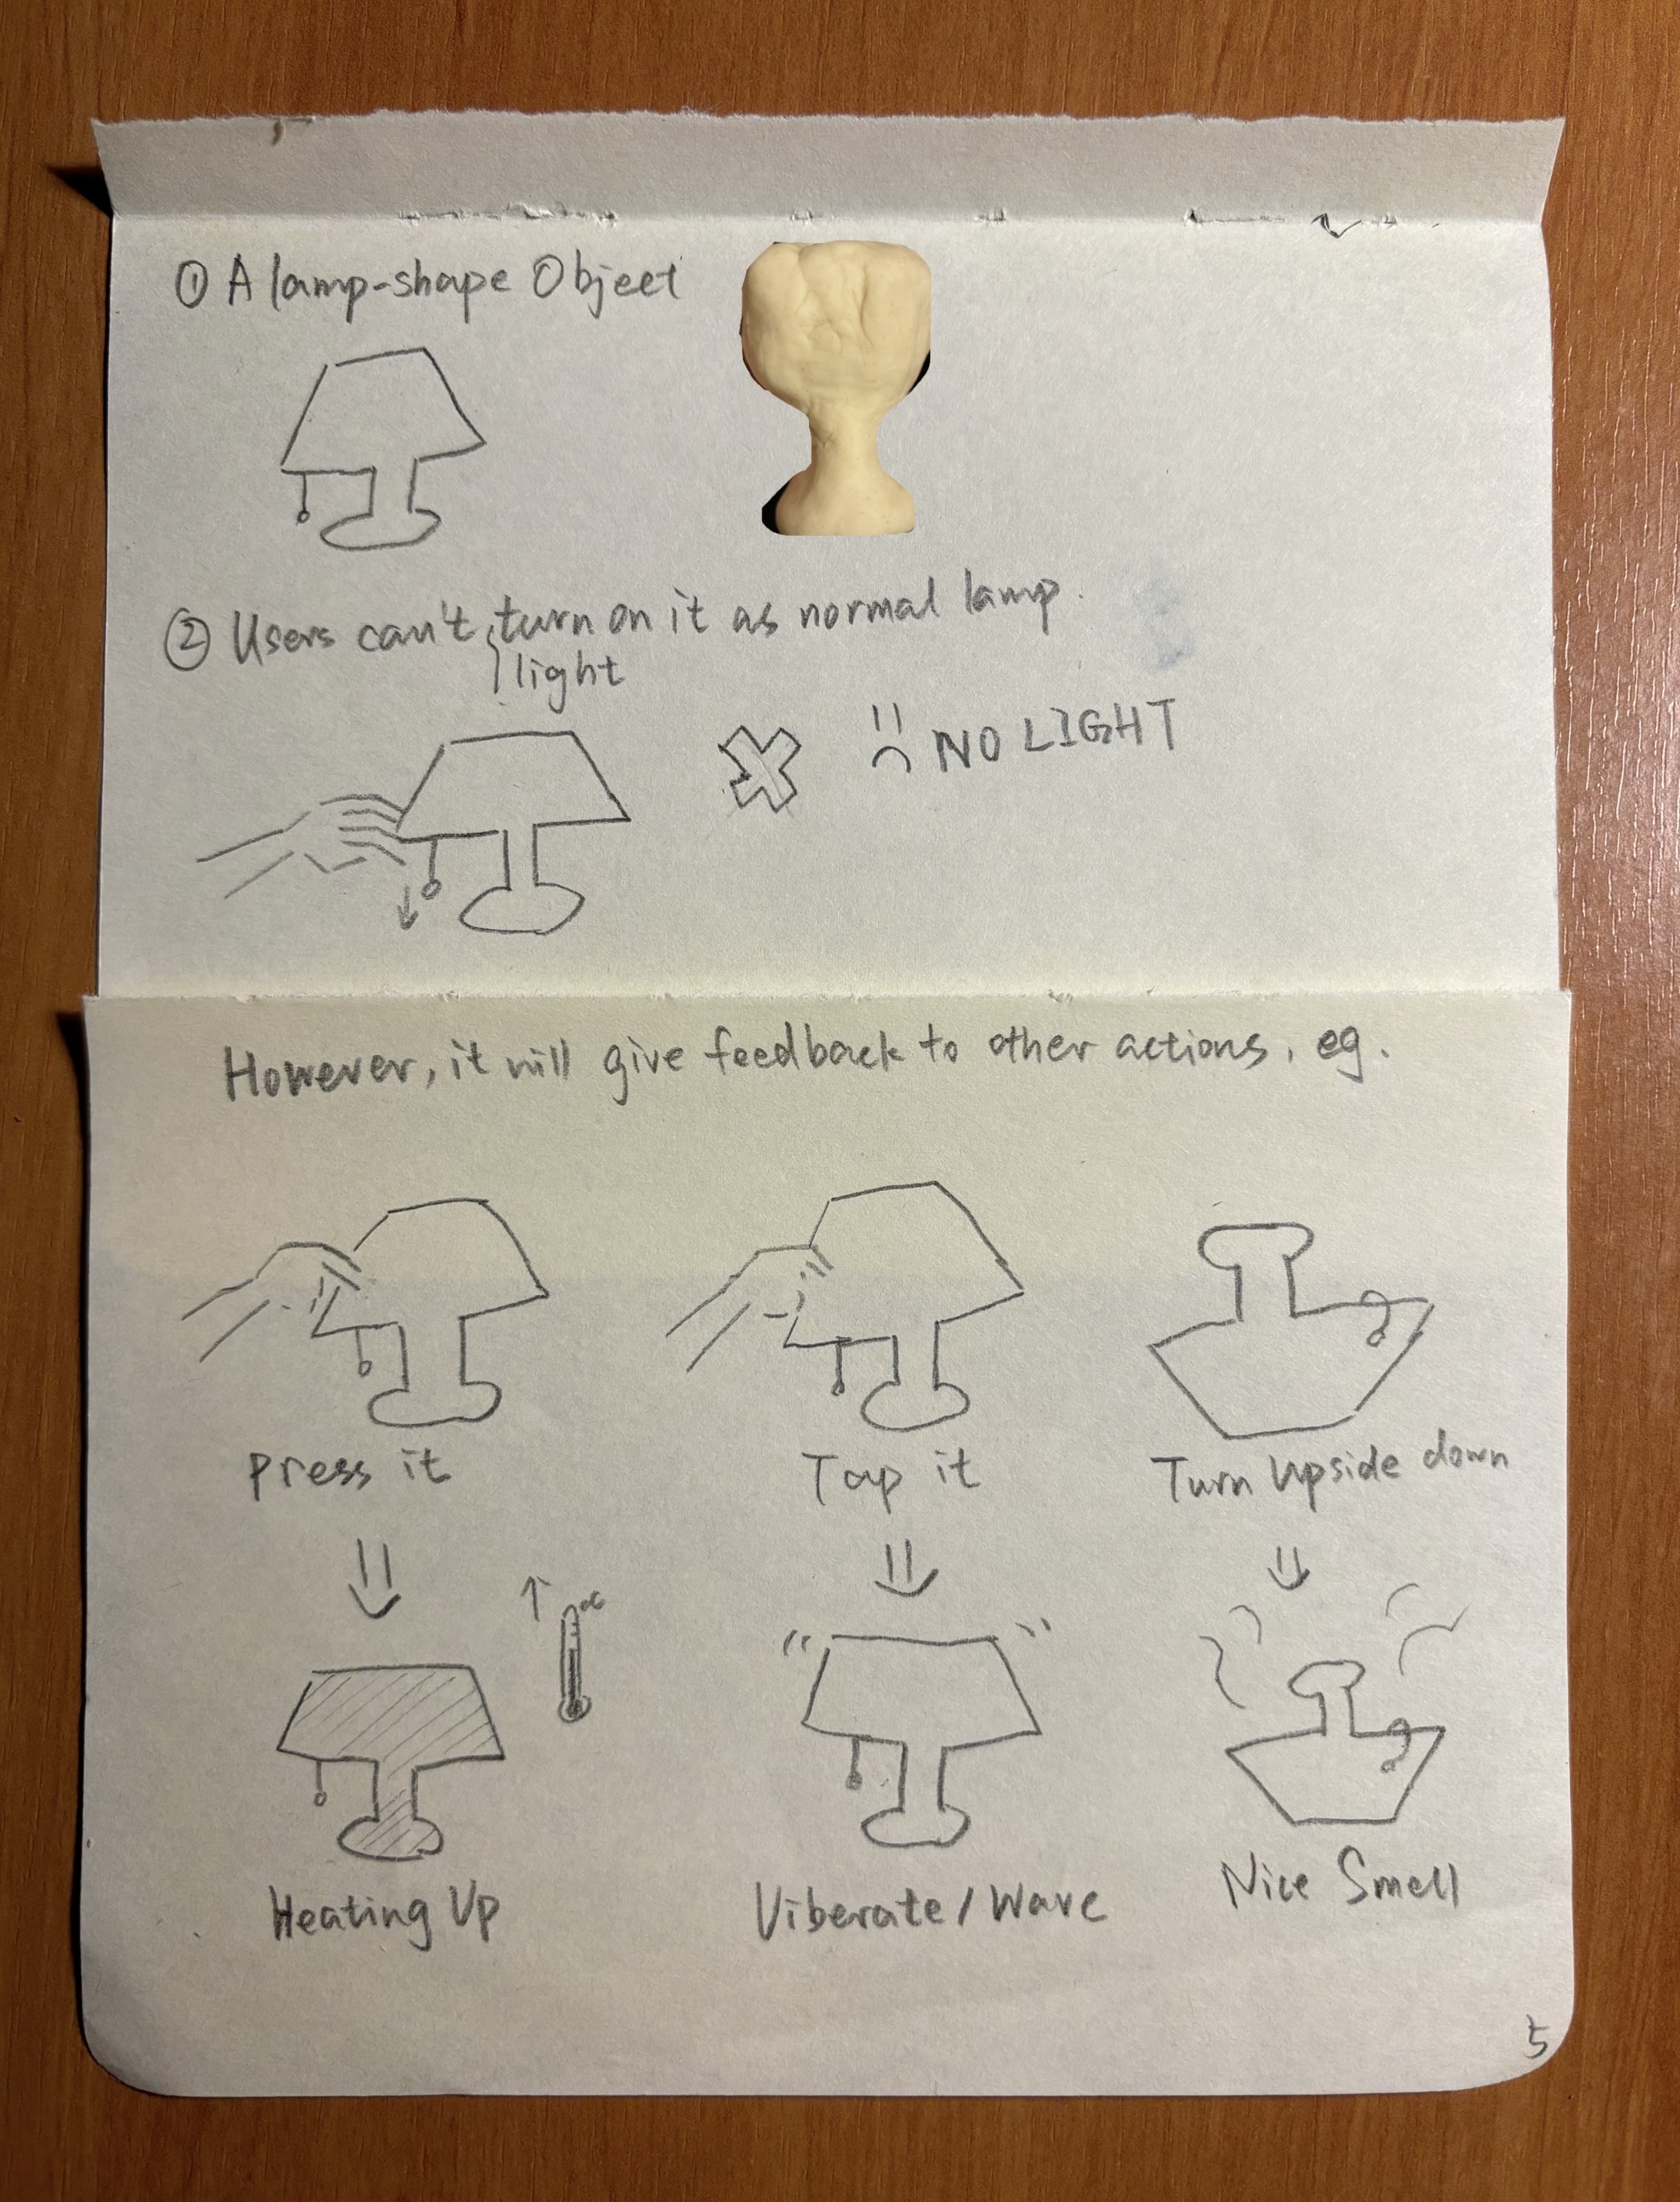 ① A lamp-shape Object
② Users can't turn on it as normal lamp.
light
NO LIGHT
However, it will give feedback to other actions, eg.
Press it
Tap it
Turn Upside down
°C
Heating Up
Viberate / Wave
Nice Smell
5